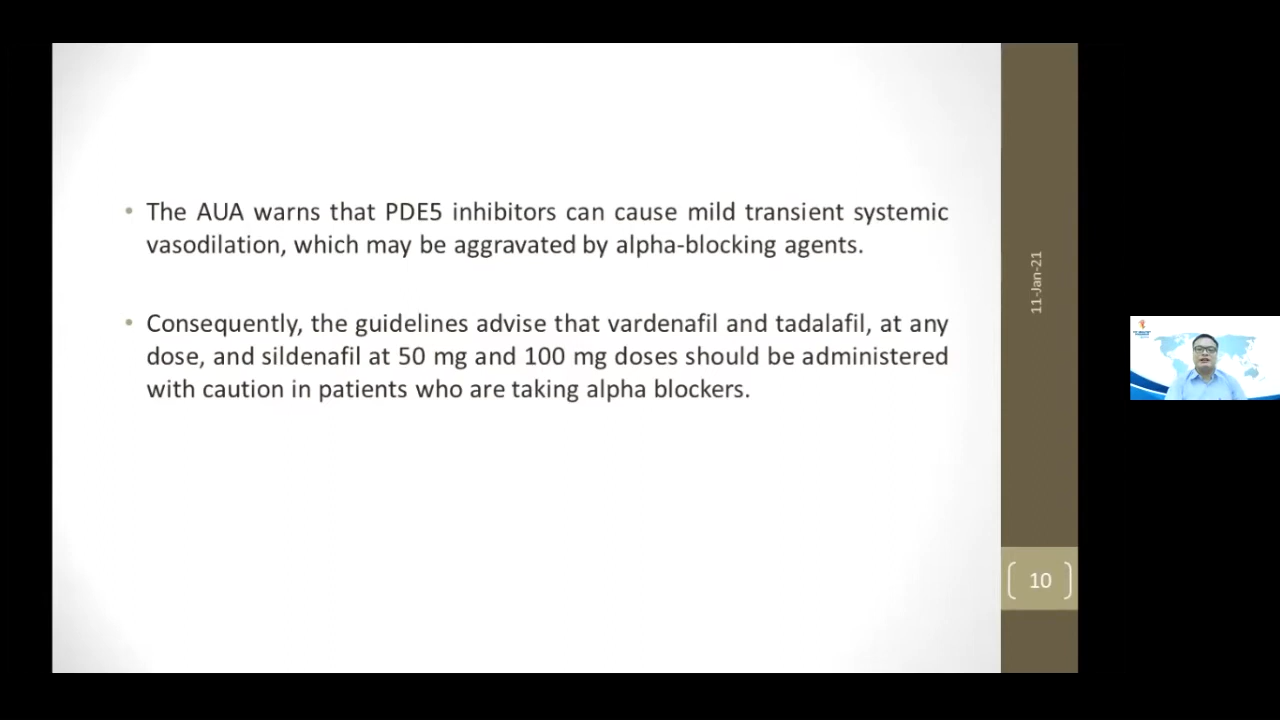 • The AUA warns that PDE5 inhibitors can cause mild transient systemic
vasodilation, which may be aggravated by alpha-blocking agents.
• Consequently, the guidelines advise that vardenafil and tadalafil, at any
dose, and sildenafil at 50 mg and 100 mg doses should be administered
with caution in patients who are taking alpha blockers.
11-Jan-21
10